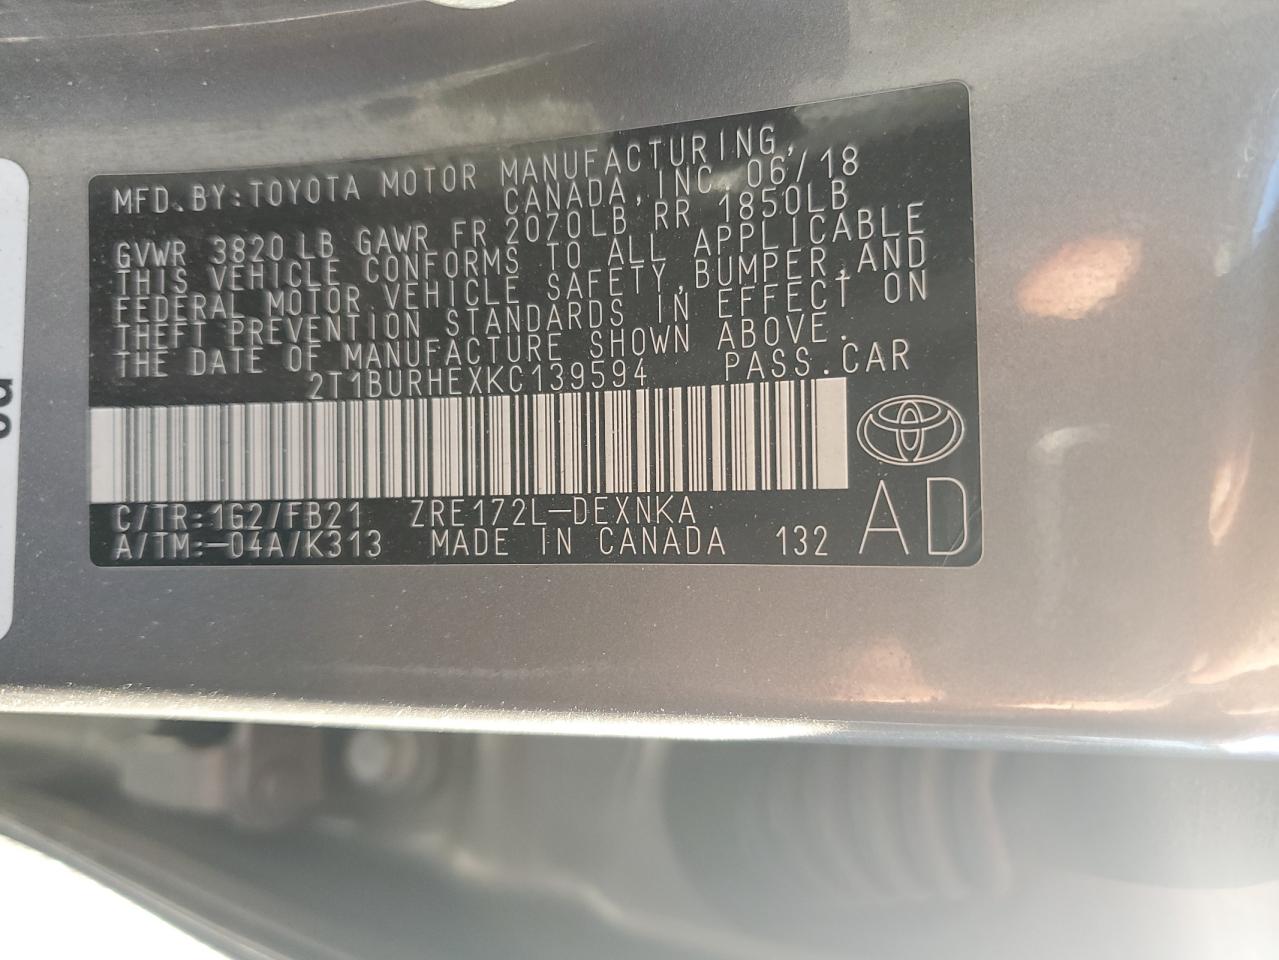 MFD. BY: TOYOTA MOTOR MANUFACTURING,
CANADA, INC. 06/18
GVWR 3820 LB GAWR FR 2070LB RR 1850LB
THIS VEHICLE CONFORMS TO ALL APPLICABLE
FEDERAL MOTOR VEHICLE SAFETY, BUMPER, AND
THEFT PREVENTION STANDARDS IN EFFECT ON
THE DATE OF MANUFACTURE SHOWN ABOVE.
2T1BURHEXKC139594 PASS. CAR
C/TR: 1G2/FB21 ZRE172L-DEXNKA
A/TM: -04A/K313 MADE IN CANADA 132
AD